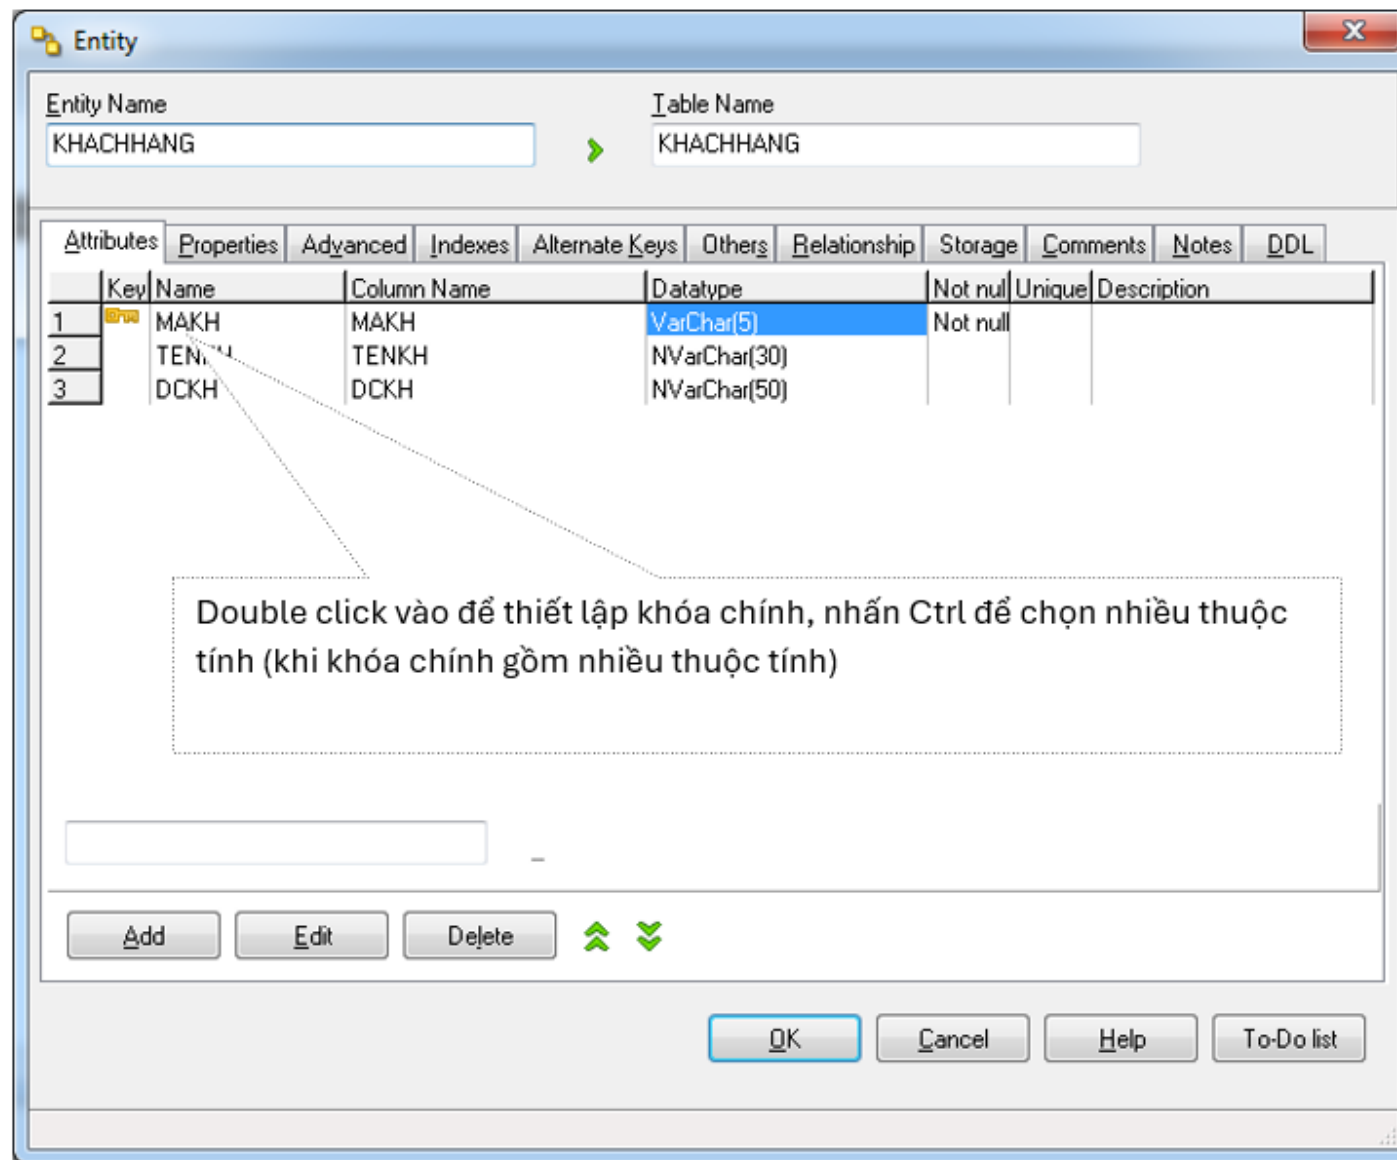 Entity
Entity Name
Table Name
KHACHHANG
KHACHHANG
Attributes Properties Advanced Indexes Alternate Keys Others Relationship Storage Comments Notes DDL
Key Name Column Name Datatype Not nul Unique Description
1 MAKH MAKH VarChar(5) Not null
2 TENKH TENKH NVarChar(30)
3 DCKH DCKH NVarChar(50)
Double click vào để thiết lập khóa chính, nhấn Ctrl để chọn nhiều thuộc
tính (khi khóa chính gồm nhiều thuộc tính)
Add Edit Delete
OK Cancel Help To-Do list